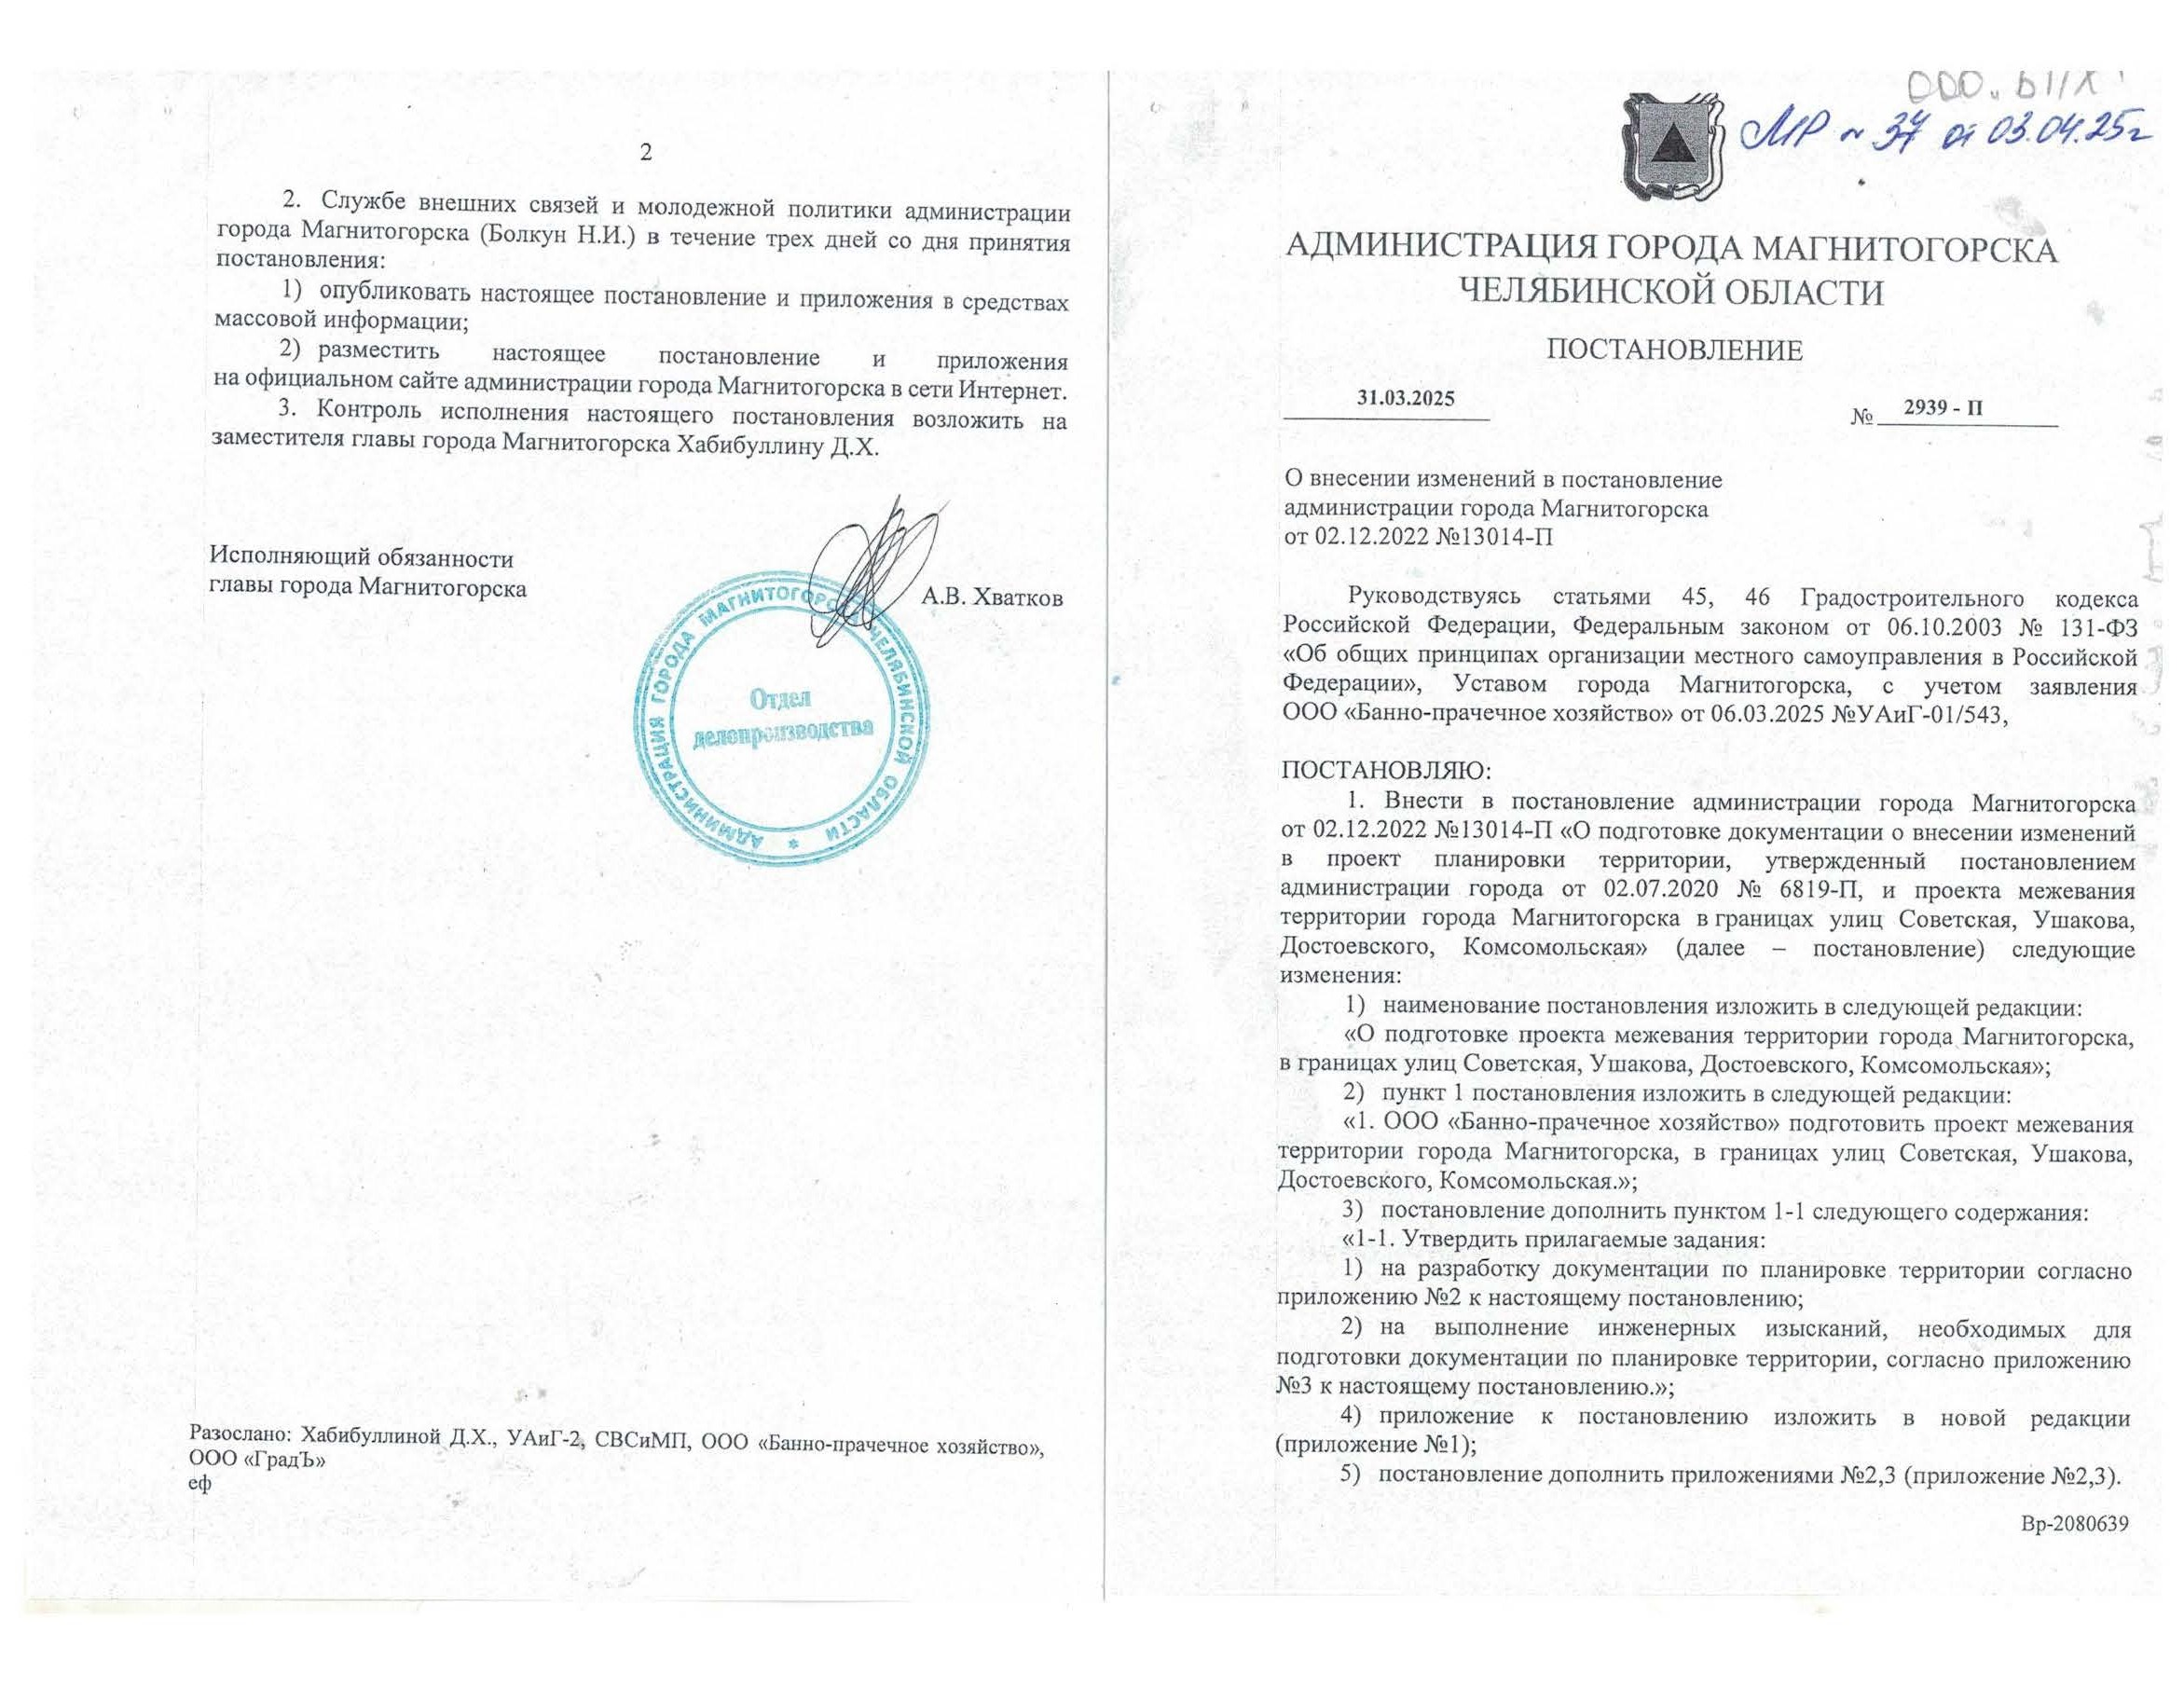 МР № 37 от 03.04.25г
АДМИНИСТРАЦИЯ ГОРОДА МАГНИТОГОРСКА
ЧЕЛЯБИНСКОЙ ОБЛАСТИ
ПОСТАНОВЛЕНИЕ
31.03.2025
№ 2939 - П
О внесении изменений в постановление
администрации города Магнитогорска
от 02.12.2022 №13014-П
Руководствуясь статьями 45, 46 Градостроительного кодекса
Российской Федерации, Федеральным законом от 06.10.2003 № 131-ФЗ
«Об общих принципах организации местного самоуправления в Российской
Федерации», Уставом города Магнитогорска, с учетом заявления
ООО «Банно-прачечное хозяйство» от 06.03.2025 №УАиГ-01/543,
ПОСТАНОВЛЯЮ:
1. Внести в постановление администрации города Магнитогорска
от 02.12.2022 №13014-П «О подготовке документации о внесении изменений
в проект планировки территории, утвержденный постановлением
администрации города от 02.07.2020 № 6819-П, и проекта межевания
территории города Магнитогорска в границах улиц Советская, Ушакова,
Достоевского, Комсомольская» (далее – постановление) следующие
изменения:
1) наименование постановления изложить в следующей редакции:
«О подготовке проекта межевания территории города Магнитогорска,
в границах улиц Советская, Ушакова, Достоевского, Комсомольская»;
2) пункт 1 постановления изложить в следующей редакции:
«1. ООО «Банно-прачечное хозяйство» подготовить проект межевания
территории города Магнитогорска, в границах улиц Советская, Ушакова,
Достоевского, Комсомольская.»;
3) постановление дополнить пунктом 1-1 следующего содержания:
«1-1. Утвердить прилагаемые задания:
1) на разработку документации по планировке территории согласно
приложению №2 к настоящему постановлению;
2) на выполнение инженерных изысканий, необходимых для
подготовки документации по планировке территории, согласно приложению
№3 к настоящему постановлению.»;
4) приложение к постановлению изложить в новой редакции
(приложение №1);
5) постановление дополнить приложениями №2,3 (приложение №2,3).
Вр-2080639
2
2. Службе внешних связей и молодежной политики администрации
города Магнитогорска (Болкун Н.И.) в течение трех дней со дня принятия
постановления:
1) опубликовать настоящее постановление и приложения в средствах
массовой информации;
2) разместить настоящее постановление и приложения
на официальном сайте администрации города Магнитогорска в сети Интернет.
3. Контроль исполнения настоящего постановления возложить на
заместителя главы города Магнитогорска Хабибуллину Д.Х.
Исполняющий обязанности
главы города Магнитогорска
А.В. Хватков
АДМИНИСТРАЦИЯ ГОРОДА МАГНИТОГОРСКА ЧЕЛЯБИНСКОЙ ОБЛАСТИ *
Отдел
делопроизводства
Разослано: Хабибуллиной Д.Х., УАиГ-2, СВСиМП, ООО «Банно-прачечное хозяйство»,
ООО «ГрадЪ»
еф